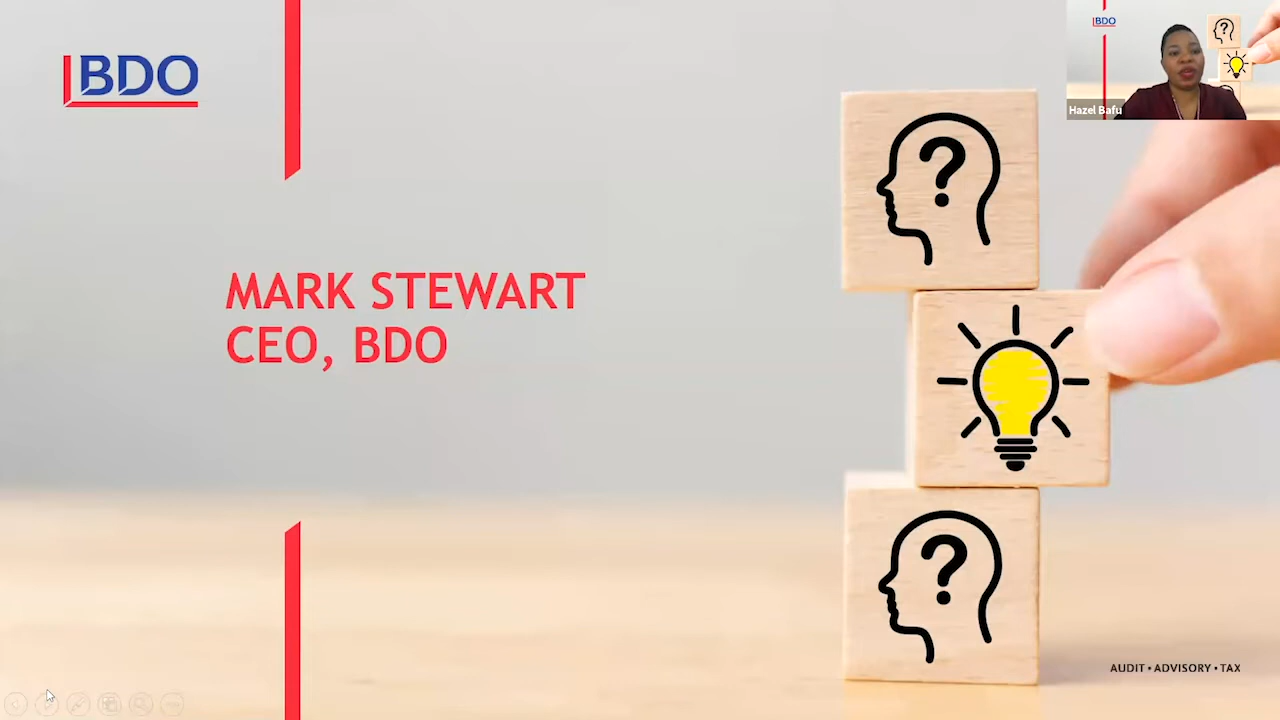 BDO
BDO
Hazel Bafu
MARK STEWART
CEO, BDO
?
?
?
AUDIT • ADVISORY • TAX